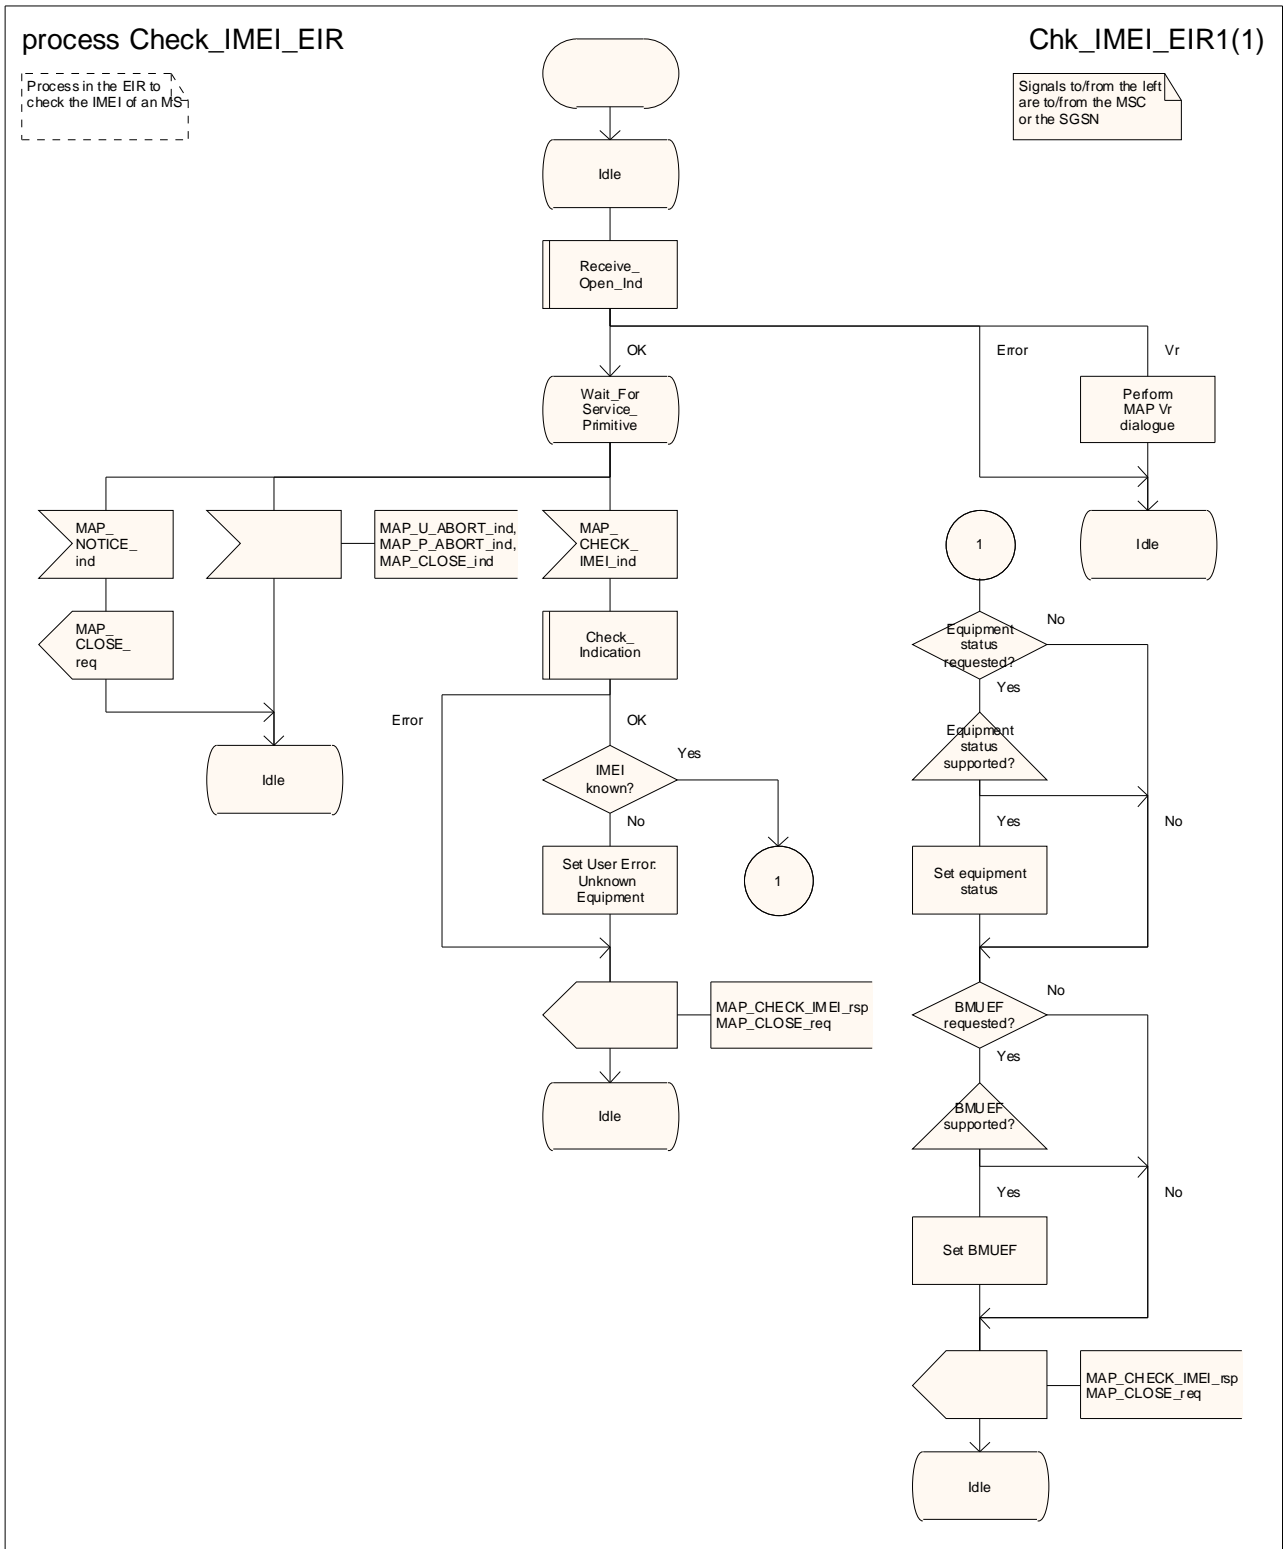 process Check_IMEI_EIR
Chk_IMEI_EIR1(1)
Process in the EIR to
check the IMEI of an MS
Signals to/from the left
are to/from the MSC
or the SGSN
Idle
Receive_
Open_Ind
OK
Error
Vr
Wait_For
Service_
Primitive
Perform
MAP Vr
dialogue
MAP_
NOTICE_
ind
MAP_U_ABORT_ind,
MAP_P_ABORT_ind,
MAP_CLOSE_ind
MAP_
CHECK_
IMEI_ind
1
Idle
MAP_
CLOSE_
req
Check_
Indication
Equipment
status
requested?
No
Yes
Error
OK
Equipment
status
supported?
Idle
IMEI
known?
Yes
No
Yes
No
Set User Error:
Unknown
Equipment
1
Set equipment
status
MAP_CHECK_IMEI_rsp
MAP_CLOSE_req
BMUEF
requested?
No
Yes
Idle
BMUEF
supported?
Yes
No
Set BMUEF
MAP_CHECK_IMEI_rsp
MAP_CLOSE_req
Idle